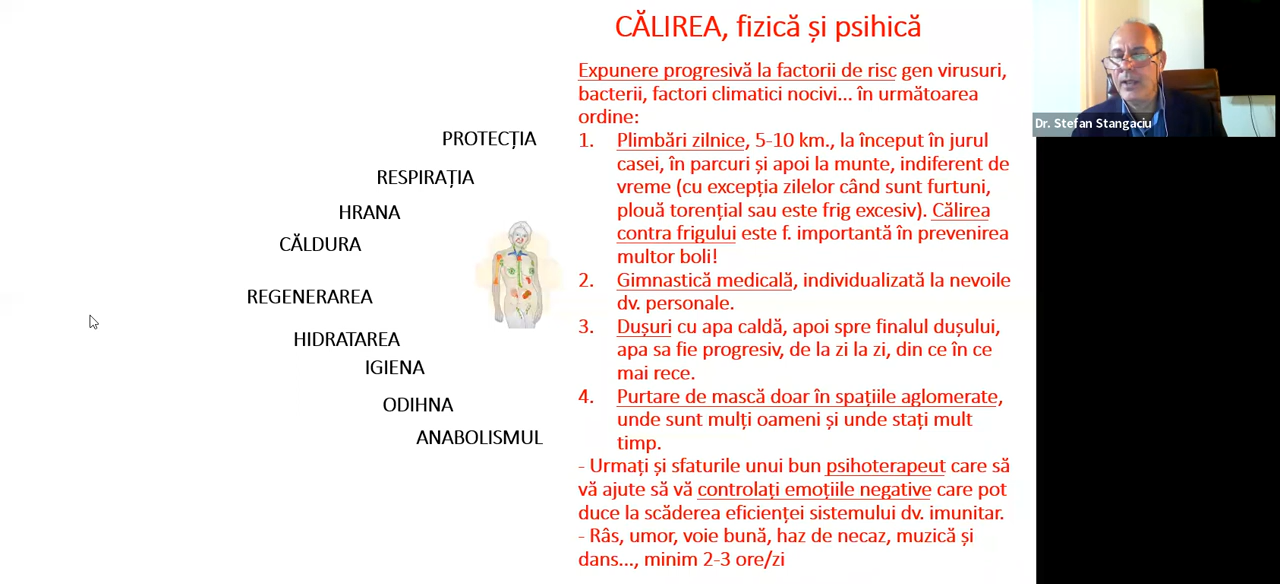 CĂLIREA, fizică și psihică
Expunere progresivă la factorii de risc gen virusuri,
bacterii, factori climatici nocivi... în următoarea
ordine:
1. Plimbări zilnice, 5-10 km., la început în jurul
casei, în parcuri și apoi la munte, indiferent de
vreme (cu excepția zilelor când sunt furtuni,
plouă torențial sau este frig excesiv). Călirea
contra frigului este f. importantă în prevenirea
multor boli!
2. Gimnastică medicală, individualizată la nevoile
dv. personale.
3. Dușuri cu apa caldă, apoi spre finalul dușului,
apa sa fie progresiv, de la zi la zi, din ce în ce
mai rece.
4. Purtare de mască doar în spațiile aglomerate,
unde sunt mulți oameni și unde stați mult
timp.
- Urmați și sfaturile unui bun psihoterapeut care să
vă ajute să vă controlați emoțiile negative care pot
duce la scăderea eficienței sistemului dv. imunitar.
- Râs, umor, voie bună, haz de necaz, muzică și
dans..., minim 2-3 ore/zi
PROTECȚIA
RESPIRAȚIA
HRANA
CĂLDURA
REGENERAREA
HIDRATAREA
IGIENA
ODIHNA
ANABOLISMUL
Dr. Stefan Stangaciu